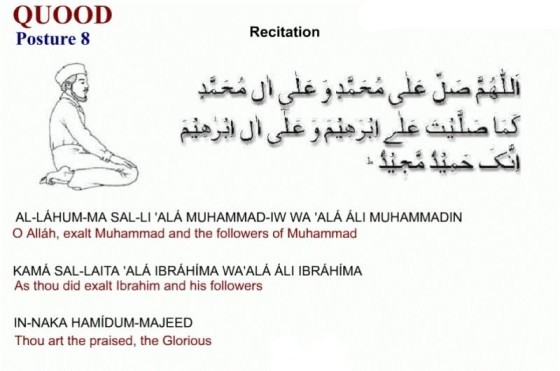 QUOOD
Posture 8
Recitation
اَللّٰهُمَّ صَلِّ عَلٰى مُحَمَّدٍ وَ عَلٰٓى اٰلِ مُحَمَّدٍ
كَمَا صَلَّيْتَ عَلٰٓى اِبْرٰهِيْمَ وَ عَلٰٓى اٰلِ اِبْرٰهِيْمَ
اِنَّكَ حَمِيْدٌ مَّجِيْدٌ ؕ
AL-LÁHUM-MA SAL-LI 'ALÁ MUHAMMAD-IW WA 'ALÁ ÁLI MUHAMMADIN
O Alláh, exalt Muhammad and the followers of Muhammad
KAMÁ SAL-LAITA 'ALÁ IBRÁHÍMA WA'ALÁ ÁLI IBRÁHÍMA
As thou did exalt Ibrahim and his followers
IN-NAKA HAMÍDUM-MAJEED
Thou art the praised, the Glorious